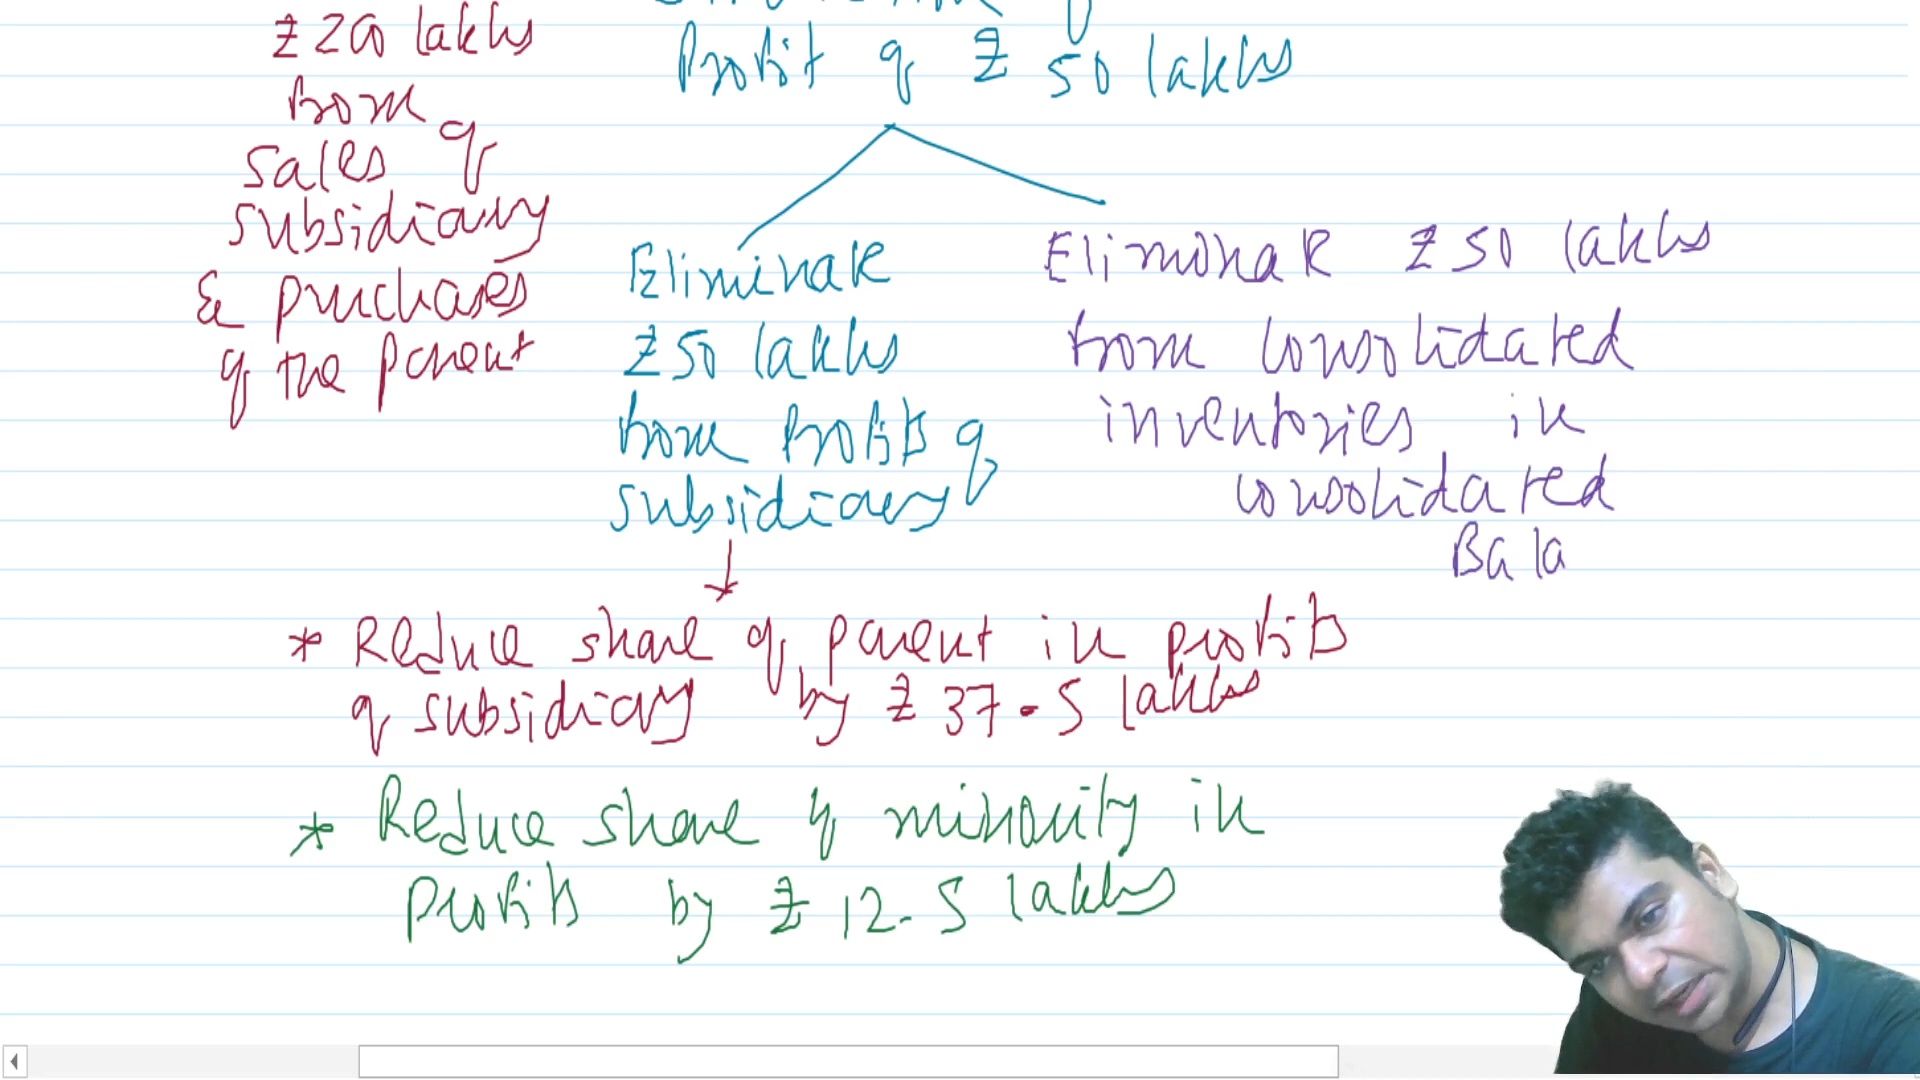 ₹ 200 lakhs
from
sales of
subsidiary
& purchases
of the parent
Profit of ₹ 50 lakhs
Eliminate
₹ 50 lakhs
from profits of
subsidiary
Eliminate ₹ 50 lakhs
from consolidated
inventories in
consolidated
Bala
* Reduce share of parent in profits
of subsidiary by ₹ 37.5 lakhs
* Reduce share of minority in
profits by ₹ 12.5 lakhs